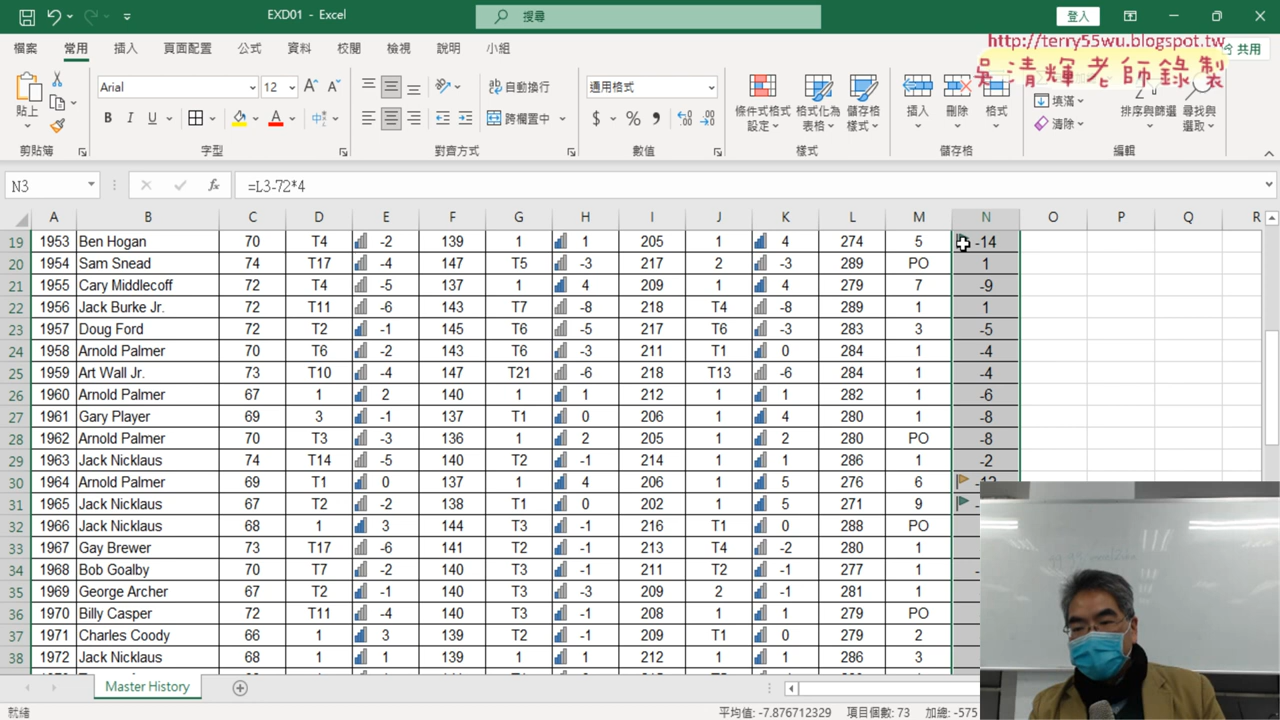 EXD01 - Excel
搜尋
登入
http://terry55wu.blogspot.tw
吳清輝老師錄製
檔案 常用 插入 頁面配置 公式 資料 校閱 檢視 說明 小組 共用
貼上 Arial 12 自動換行 跨欄置中 通用格式 條件式格式設定 格式化為表格 儲存格樣式 插入 刪除 格式 填滿 清除 排序與篩選 尋找與選取
剪貼簿 字型 對齊方式 數值 樣式 儲存格 編輯
N3 fx =L3-72*4
A B C D E F G H I J K L M N O P Q R
19 1953 Ben Hogan 70 T4 -2 139 1 1 205 1 4 274 5 -14
20 1954 Sam Snead 74 T17 -4 147 T5 -3 217 2 -3 289 PO 1
21 1955 Cary Middlecoff 72 T4 -5 137 1 4 209 1 4 279 7 -9
22 1956 Jack Burke Jr. 72 T11 -6 143 T7 -8 218 T4 -8 289 1 1
23 1957 Doug Ford 72 T2 -1 145 T6 -5 217 T6 -3 283 3 -5
24 1958 Arnold Palmer 70 T6 -2 143 T6 -3 211 T1 0 284 1 -4
25 1959 Art Wall Jr. 73 T10 -4 147 T21 -6 218 T13 -6 284 1 -4
26 1960 Arnold Palmer 67 1 2 140 1 1 212 1 1 282 1 -6
27 1961 Gary Player 69 3 -1 137 T1 0 206 1 4 280 1 -8
28 1962 Arnold Palmer 70 T3 -3 136 1 2 205 1 2 280 PO -8
29 1963 Jack Nicklaus 74 T14 -5 140 T2 -1 214 1 1 286 1 -2
30 1964 Arnold Palmer 69 T1 0 137 1 4 206 1 5 276 6 -12
31 1965 Jack Nicklaus 67 T2 -2 138 T1 0 202 1 5 271 9 -
32 1966 Jack Nicklaus 68 1 3 144 T3 -1 216 T1 0 288 PO
33 1967 Gay Brewer 73 T17 -6 141 T2 -1 213 T4 -2 280 1
34 1968 Bob Goalby 70 T7 -2 140 T3 -1 211 T2 -1 277 1 -
35 1969 George Archer 67 T2 -1 140 T3 -3 209 2 -1 281 1
36 1970 Billy Casper 72 T11 -4 140 T3 -1 208 1 1 279 PO
37 1971 Charles Coody 66 1 3 139 T2 -1 209 T1 0 279 2
38 1972 Jack Nicklaus 68 1 1 139 1 1 212 1 1 286 3
Master History
就緒 平均值: -7.876712329 項目個數: 73 加總: -575